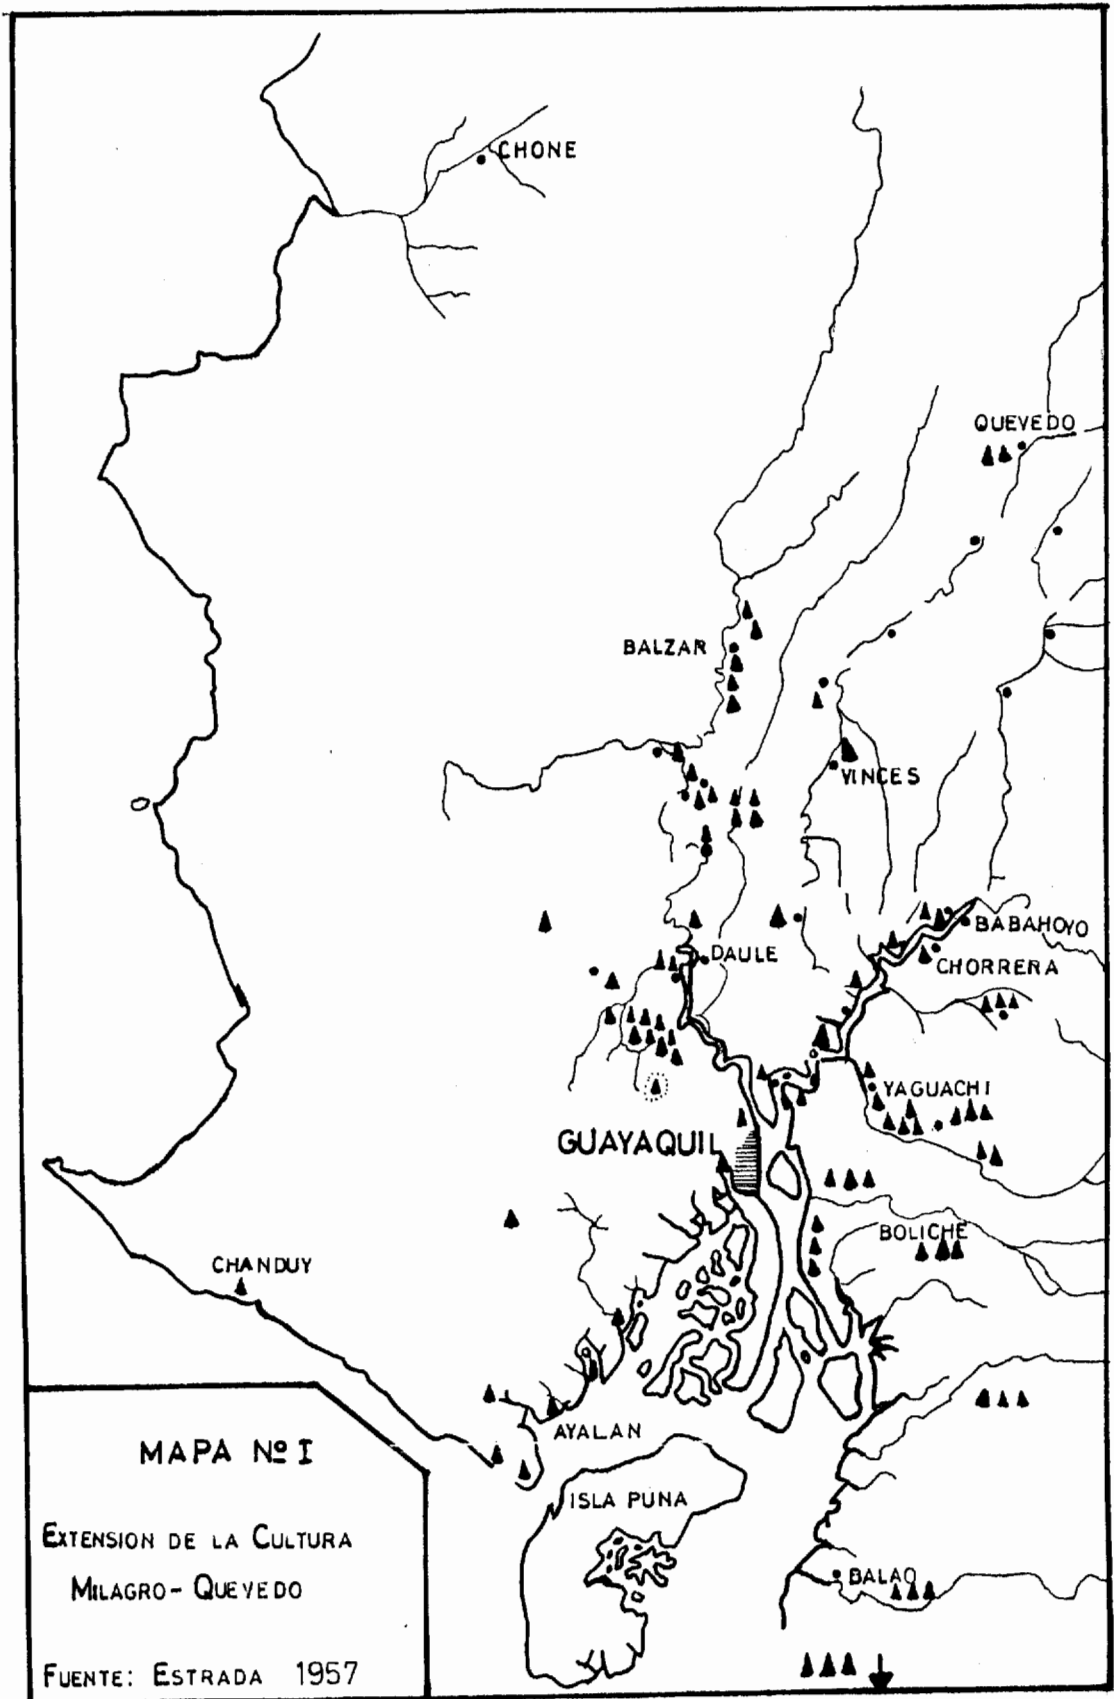 CHONE
QUEVEDO
BALZAR
VINCES
BABAHOYO
DAULE
CHORRERA
YAGUACHI
GUAYAQUIL
BOLICHE
CHANDUY
AYALAN
ISLA PUNA
BALAO
MAPA Nº I
EXTENSION DE LA CULTURA
MILAGRO - QUEVEDO
FUENTE: ESTRADA 1957